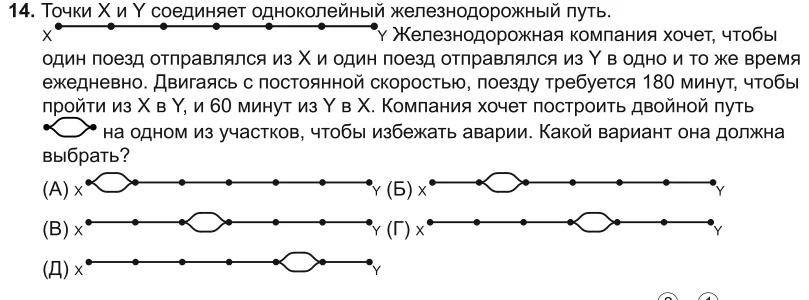 14. Точки X и Y соединяет одноколейный железнодорожный путь.
X Y Железнодорожная компания хочет, чтобы
один поезд отправлялся из X и один поезд отправлялся из Y в одно и то же время
ежедневно. Двигаясь с постоянной скоростью, поезду требуется 180 минут, чтобы
пройти из X в Y, и 60 минут из Y в X. Компания хочет построить двойной путь
на одном из участков, чтобы избежать аварии. Какой вариант она должна
выбрать?
(А) X Y (Б) X Y
(В) X Y (Г) X Y
(Д) X Y